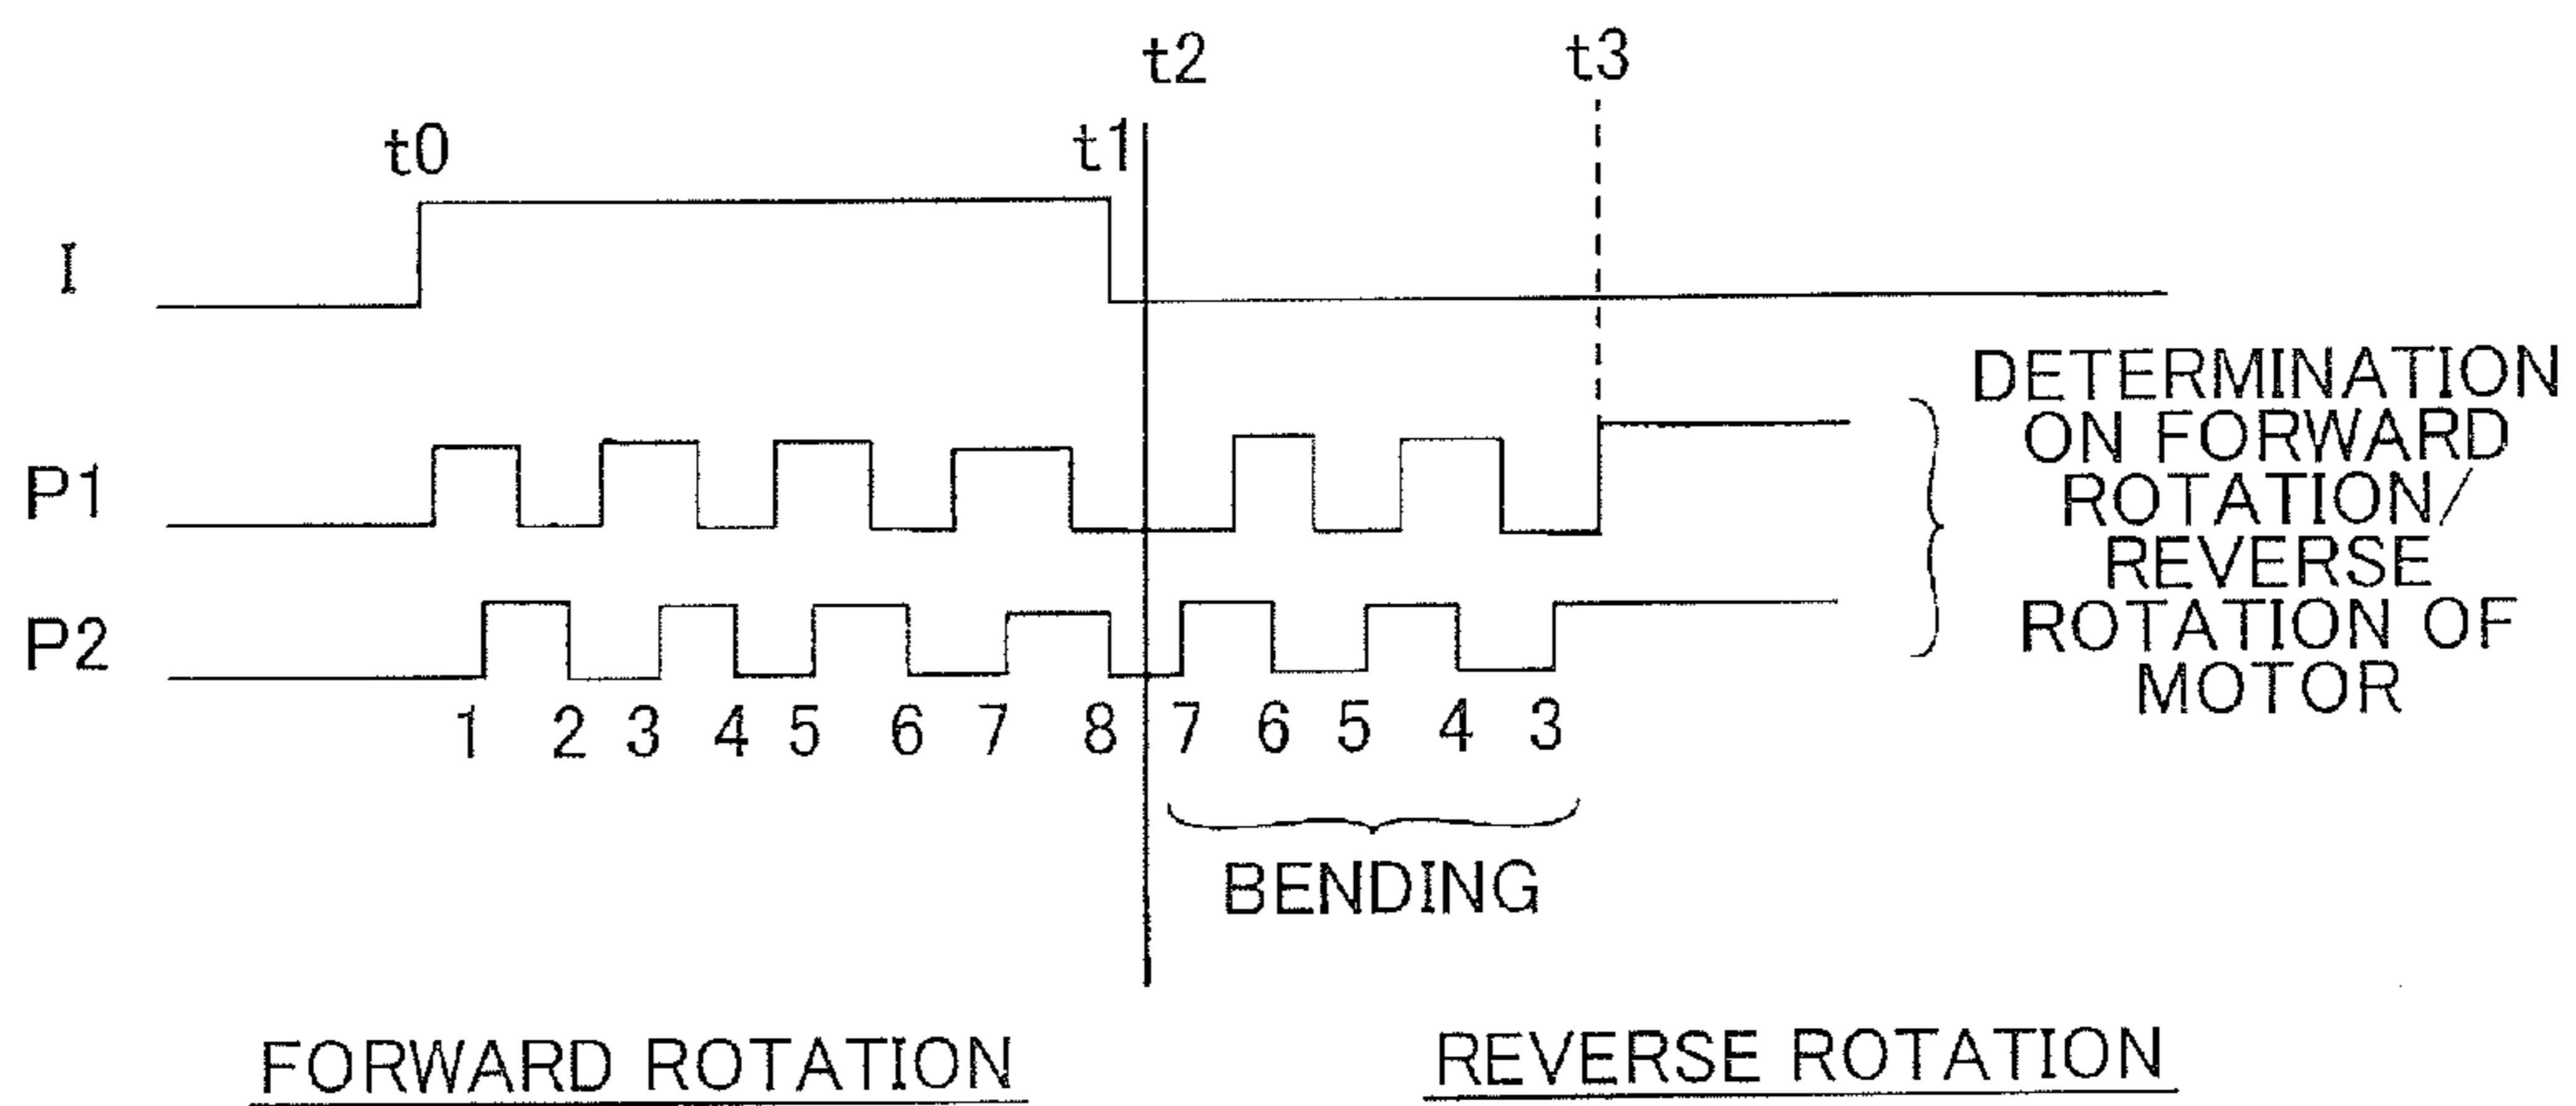 t2
t3
t0
t1
I
P1
P2
DETERMINATION
ON FORWARD
ROTATION/
REVERSE
ROTATION OF
MOTOR
1 2 3 4 5 6 7 8 7 6 5 4 3
BENDING
FORWARD ROTATION
REVERSE ROTATION